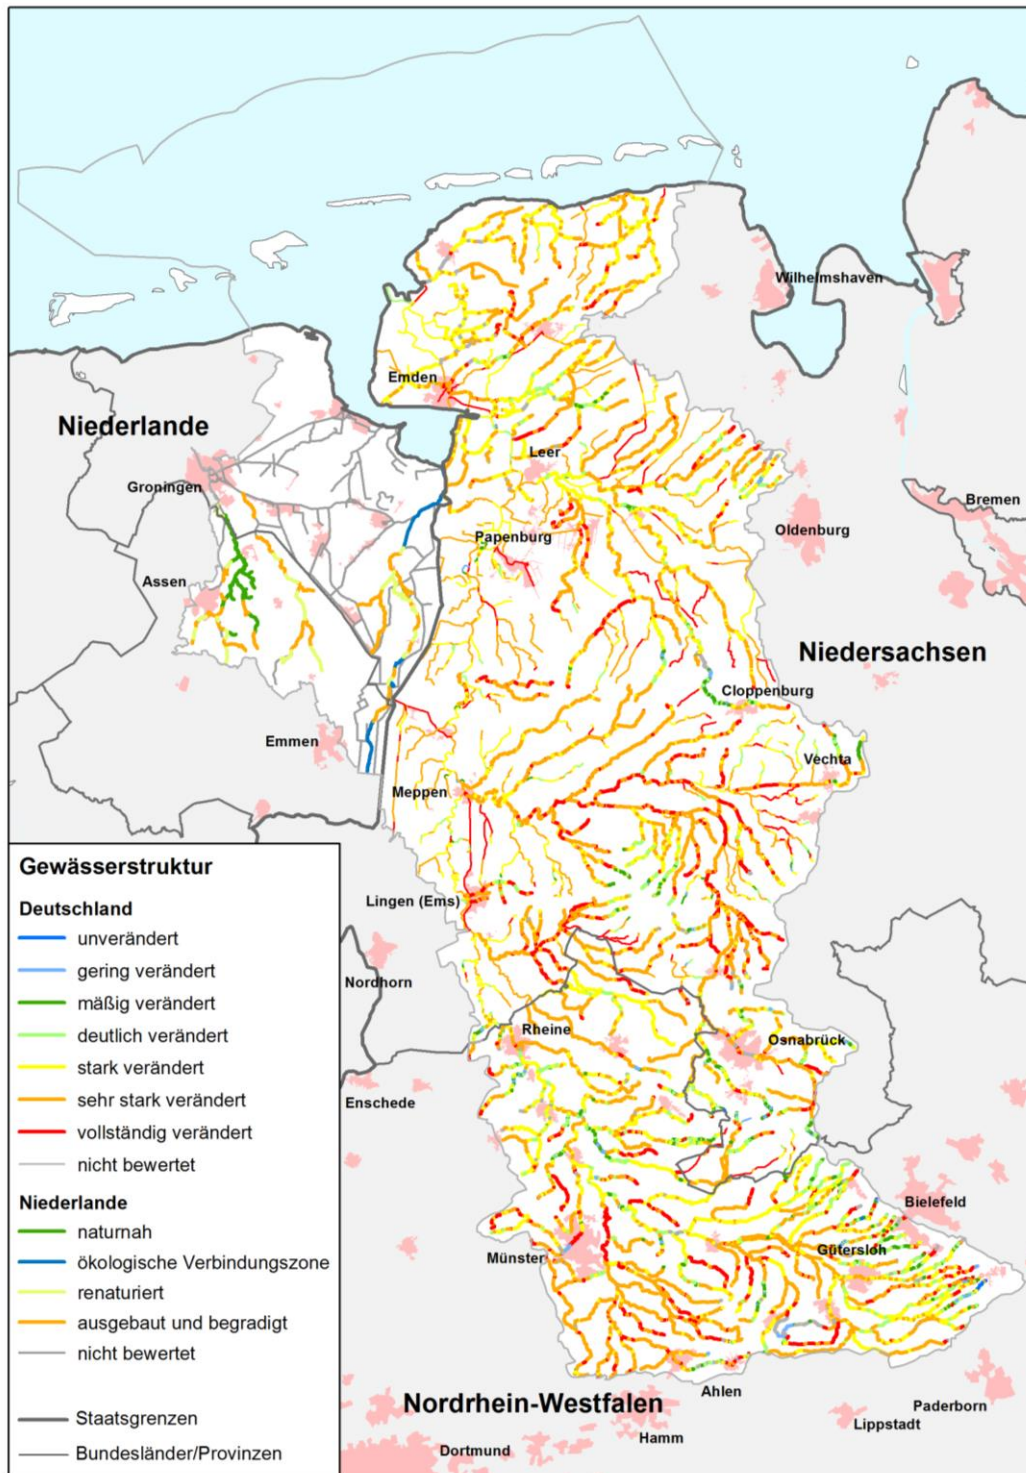 Wilhelmshaven
Emden
Niederlande
Groningen
Leer
Bremen
Oldenburg
Papenburg
Assen
Niedersachsen
Cloppenburg
Emmen
Vechta
Meppen
Lingen (Ems)
Nordhorn
Rheine
Osnabrück
Enschede
Bielefeld
Münster
Gütersloh
Ahlen
Nordrhein-Westfalen
Paderborn
Lippstadt
Hamm
Dortmund
Gewässerstruktur
Deutschland
unverändert
gering verändert
mäßig verändert
deutlich verändert
stark verändert
sehr stark verändert
vollständig verändert
nicht bewertet
Niederlande
naturnah
ökologische Verbindungszone
renaturiert
ausgebaut und begradigt
nicht bewertet
Staatsgrenzen
Bundesländer/Provinzen